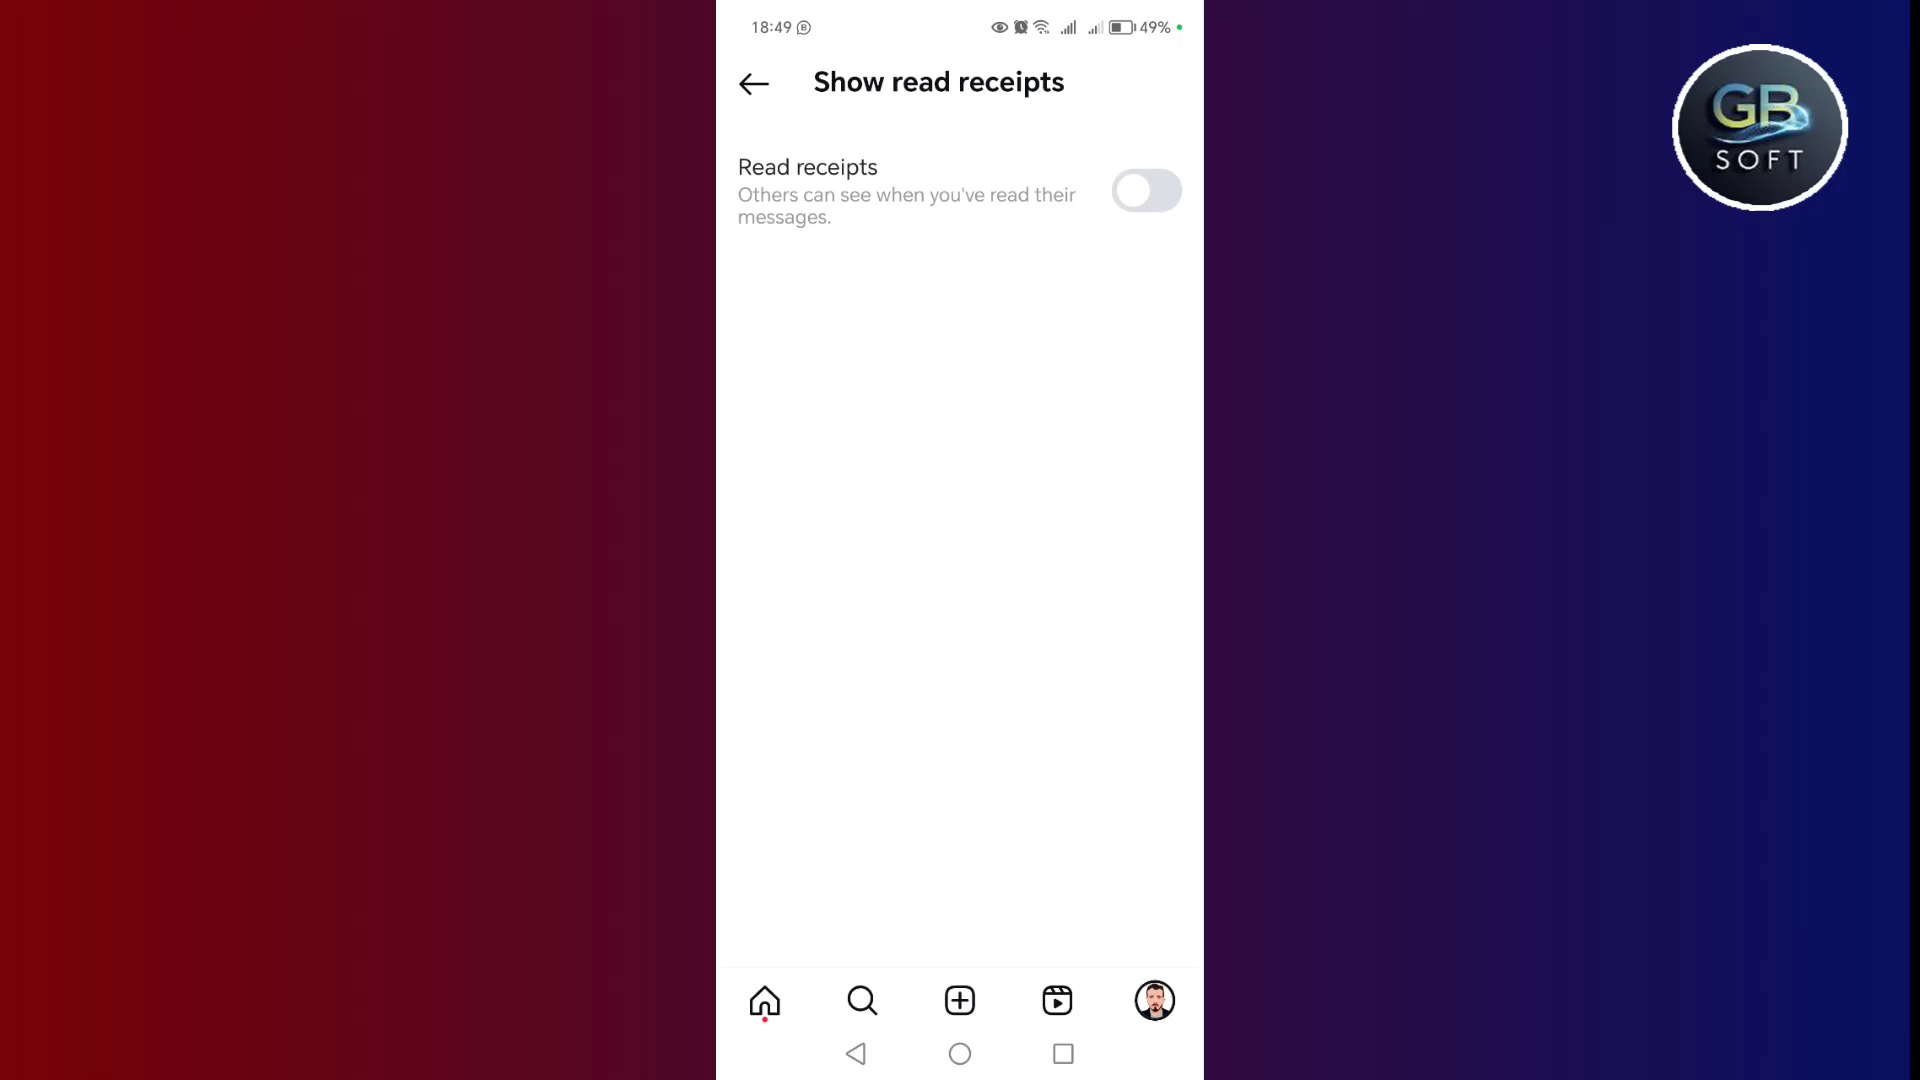 18:49
49%
Show read receipts
Read receipts
Others can see when you've read their
messages.
GB
SOFT